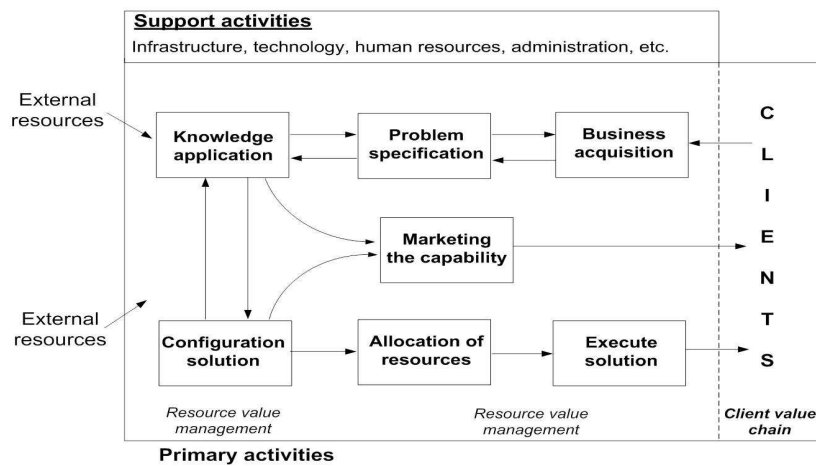 Support activities
Infrastructure, technology, human resources, administration, etc.
External
resources
Knowledge
application
Problem
specification
Business
acquisition
C
L
I
E
N
T
S
Marketing
the capability
External
resources
Configuration
solution
Allocation of
resources
Execute
solution
Resource value
management
Resource value
management
Client value
chain
Primary activities